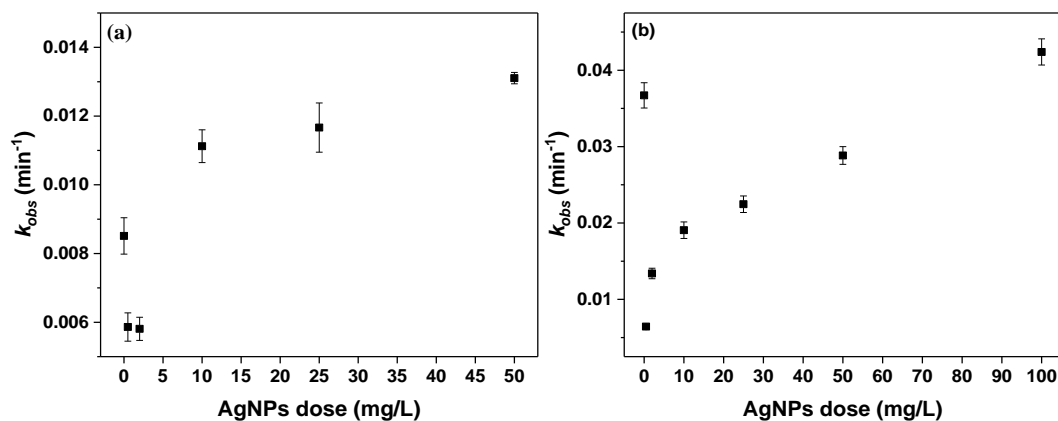 (a)
0.014
0.012
0.010
0.008
0.006
k_obs (min⁻¹)
0 5 10 15 20 25 30 35 40 45 50
AgNPs dose (mg/L)
(b)
0.04
0.03
0.02
0.01
k_obs (min⁻¹)
0 10 20 30 40 50 60 70 80 90 100
AgNPs dose (mg/L)